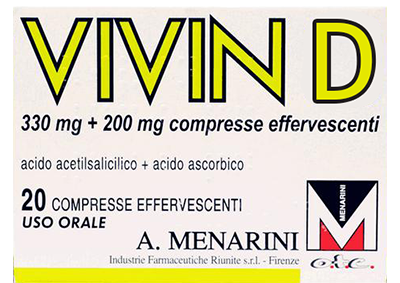 VIVIN D
330 mg + 200 mg compresse effervescenti
acido acetilsalicilico + acido ascorbico
20 COMPRESSE EFFERVESCENTI
USO ORALE
A. MENARINI
Industrie Farmaceutiche Riunite s.r.l. - Firenze
MENARINI
M
o.t.c.